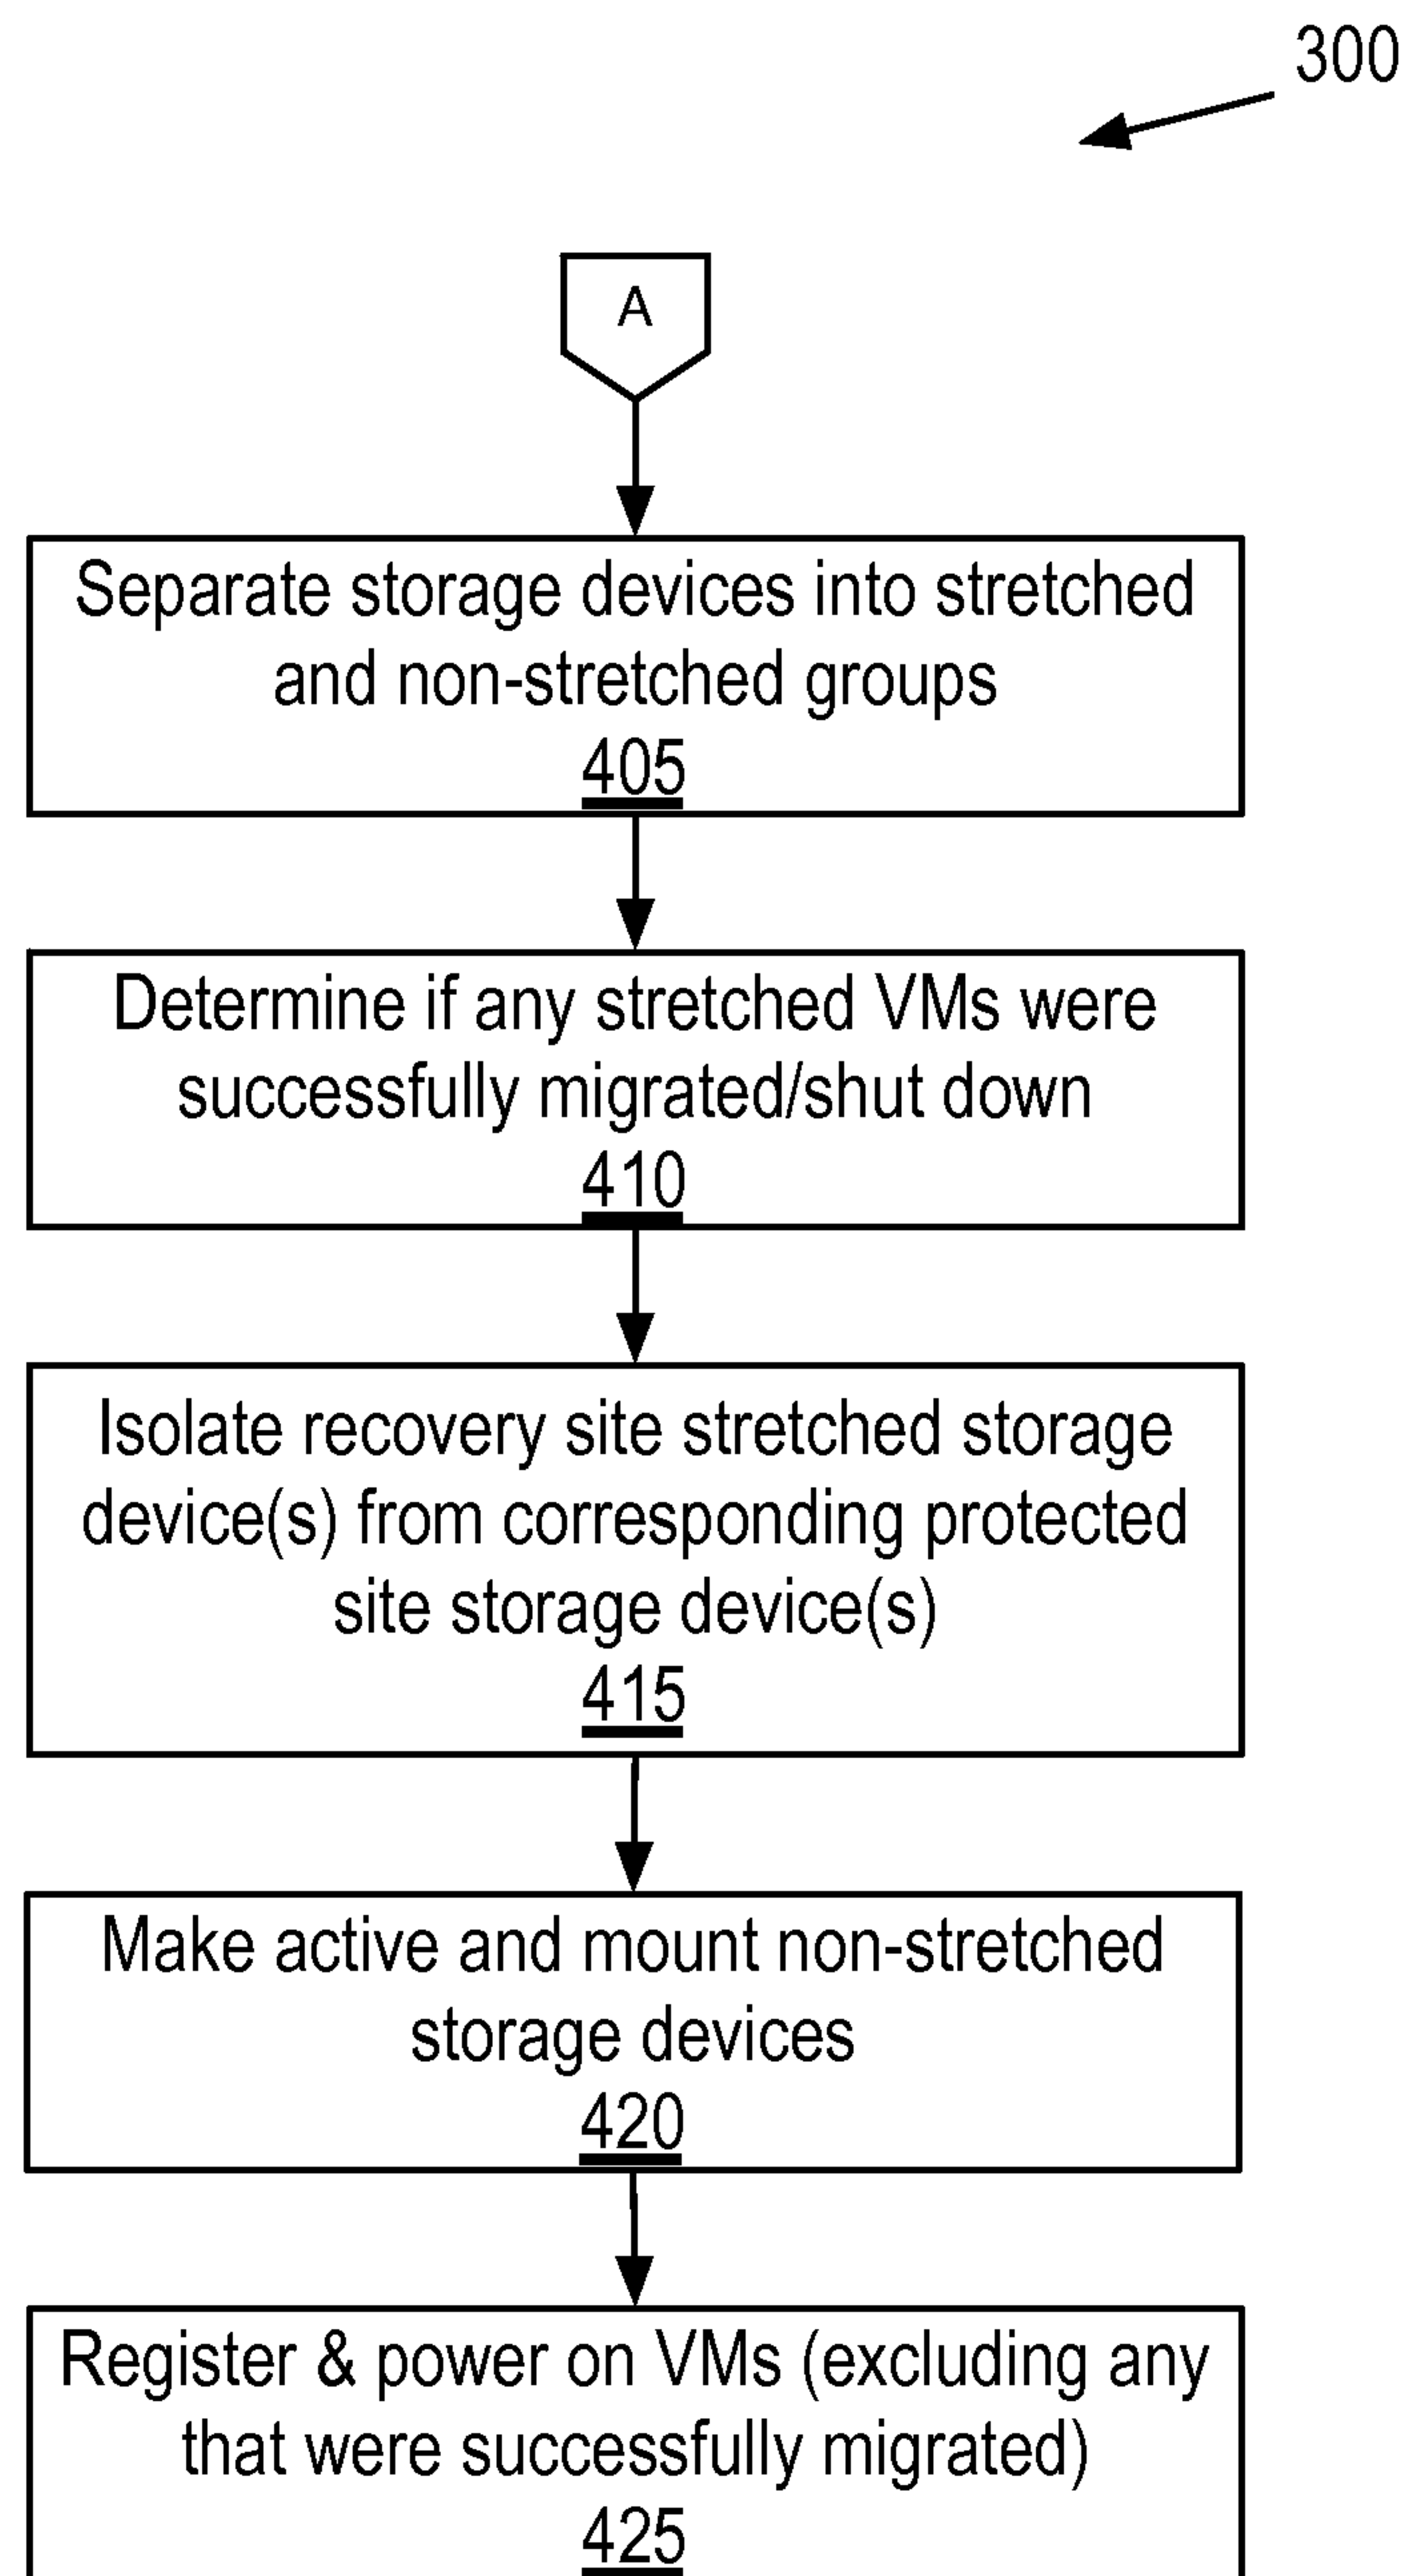 300
A
Separate storage devices into stretched
and non-stretched groups
405
Determine if any stretched VMs were
successfully migrated/shut down
410
Isolate recovery site stretched storage
device(s) from corresponding protected
site storage device(s)
415
Make active and mount non-stretched
storage devices
420
Register & power on VMs (excluding any
that were successfully migrated)
425